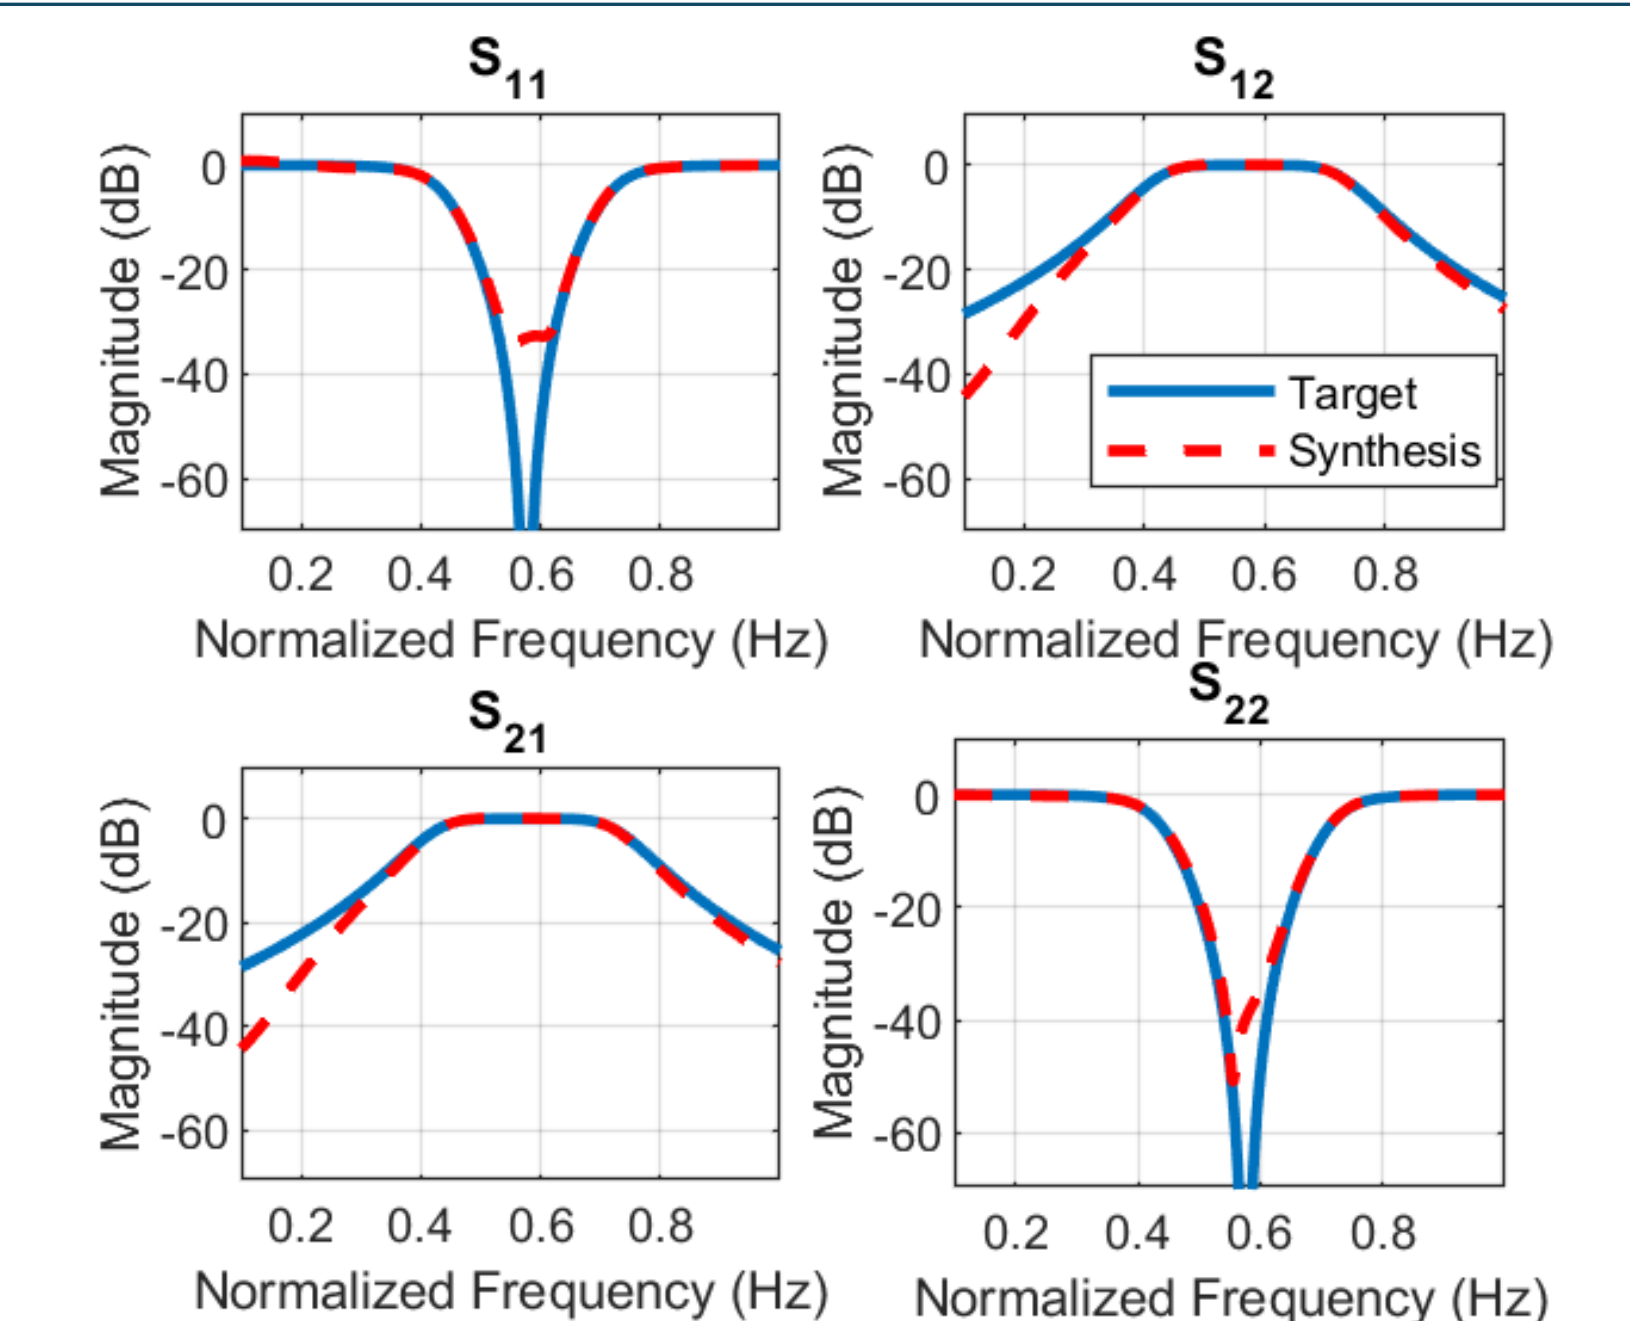 S11
Magnitude (dB)
0
-20
-40
-60
0.2 0.4 0.6 0.8
Normalized Frequency (Hz)
S12
Magnitude (dB)
0
-20
-40
-60
Target
Synthesis
0.2 0.4 0.6 0.8
Normalized Frequency (Hz)
S21
Magnitude (dB)
0
-20
-40
-60
0.2 0.4 0.6 0.8
Normalized Frequency (Hz)
S22
Magnitude (dB)
0
-20
-40
-60
0.2 0.4 0.6 0.8
Normalized Frequency (Hz)